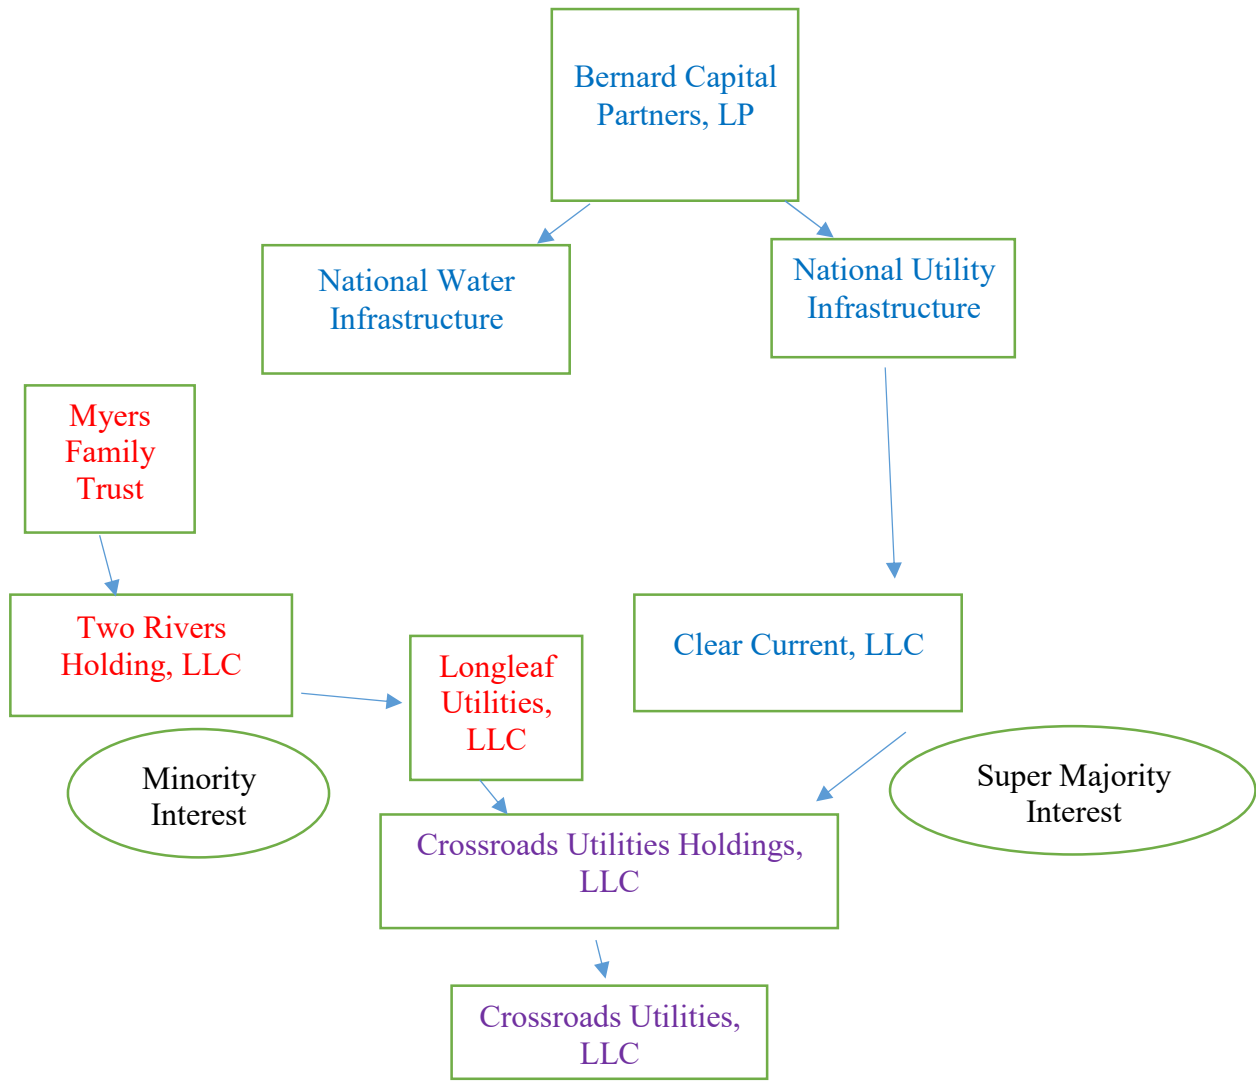 Bernard Capital
Partners, LP
National Water
Infrastructure
National Utility
Infrastructure
Myers
Family
Trust
Two Rivers
Holding, LLC
Longleaf
Utilities,
LLC
Clear Current, LLC
Minority
Interest
Super Majority
Interest
Crossroads Utilities Holdings,
LLC
Crossroads Utilities,
LLC